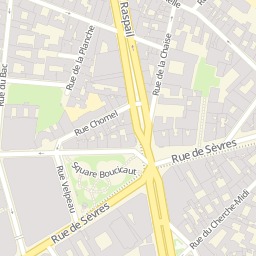 Raspail
Rue de la Planche
Rue de la Chaise
Rue du Bac
Rue Chomel
Rue de Sèvres
Square Boucicaut
Rue Velpeau
Rue de Sèvres
Rue du Cherche-Midi